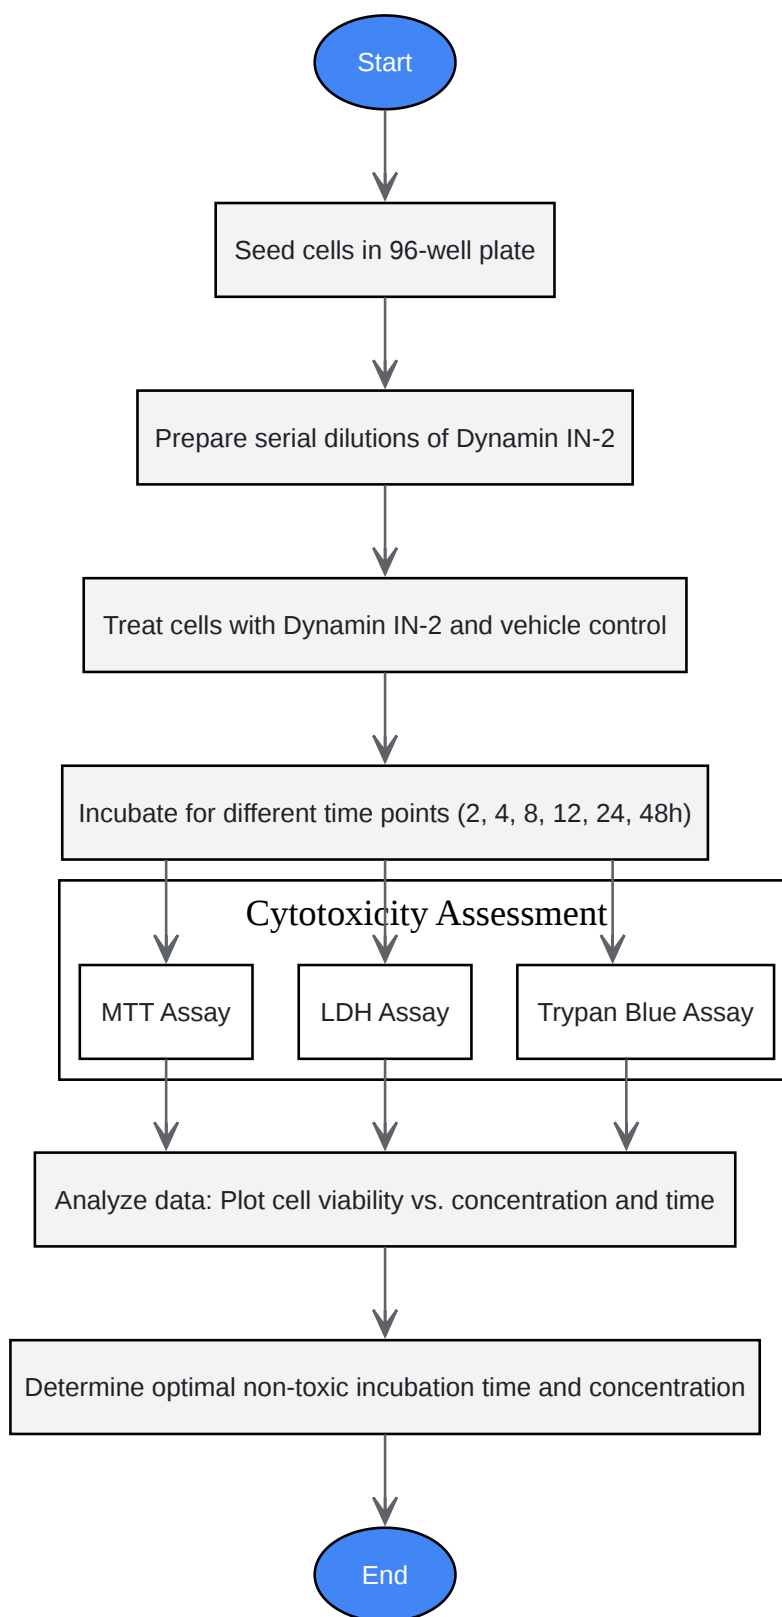 Start
Seed cells in 96-well plate
Prepare serial dilutions of Dynamin IN-2
Treat cells with Dynamin IN-2 and vehicle control
Incubate for different time points (2, 4, 8, 12, 24, 48h)
Cytotoxicity Assessment
MTT Assay
LDH Assay
Trypan Blue Assay
Analyze data: Plot cell viability vs. concentration and time
Determine optimal non-toxic incubation time and concentration
End